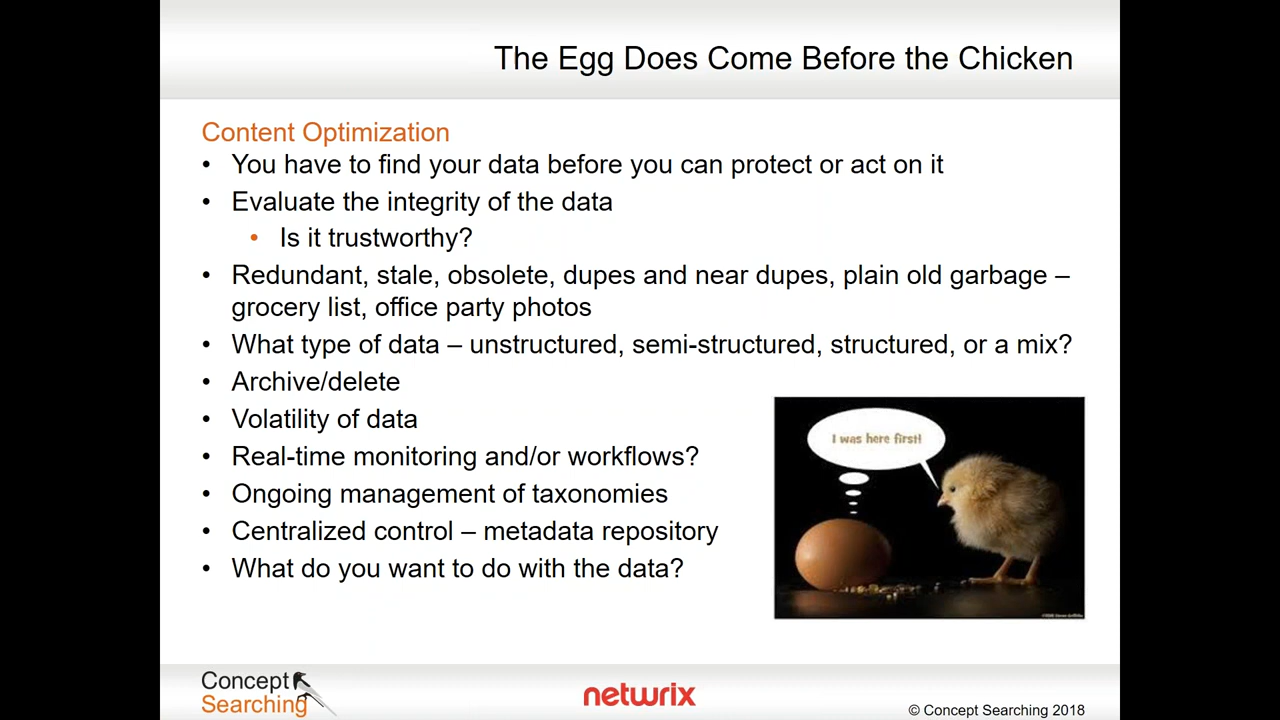 The Egg Does Come Before the Chicken
Content Optimization
• You have to find your data before you can protect or act on it
• Evaluate the integrity of the data
• Is it trustworthy?
• Redundant, stale, obsolete, dupes and near dupes, plain old garbage –
grocery list, office party photos
• What type of data – unstructured, semi-structured, structured, or a mix?
• Archive/delete
• Volatility of data
• Real-time monitoring and/or workflows?
• Ongoing management of taxonomies
• Centralized control – metadata repository
• What do you want to do with the data?
I was here first!
Concept
Searching
netwrix
© Concept Searching 2018